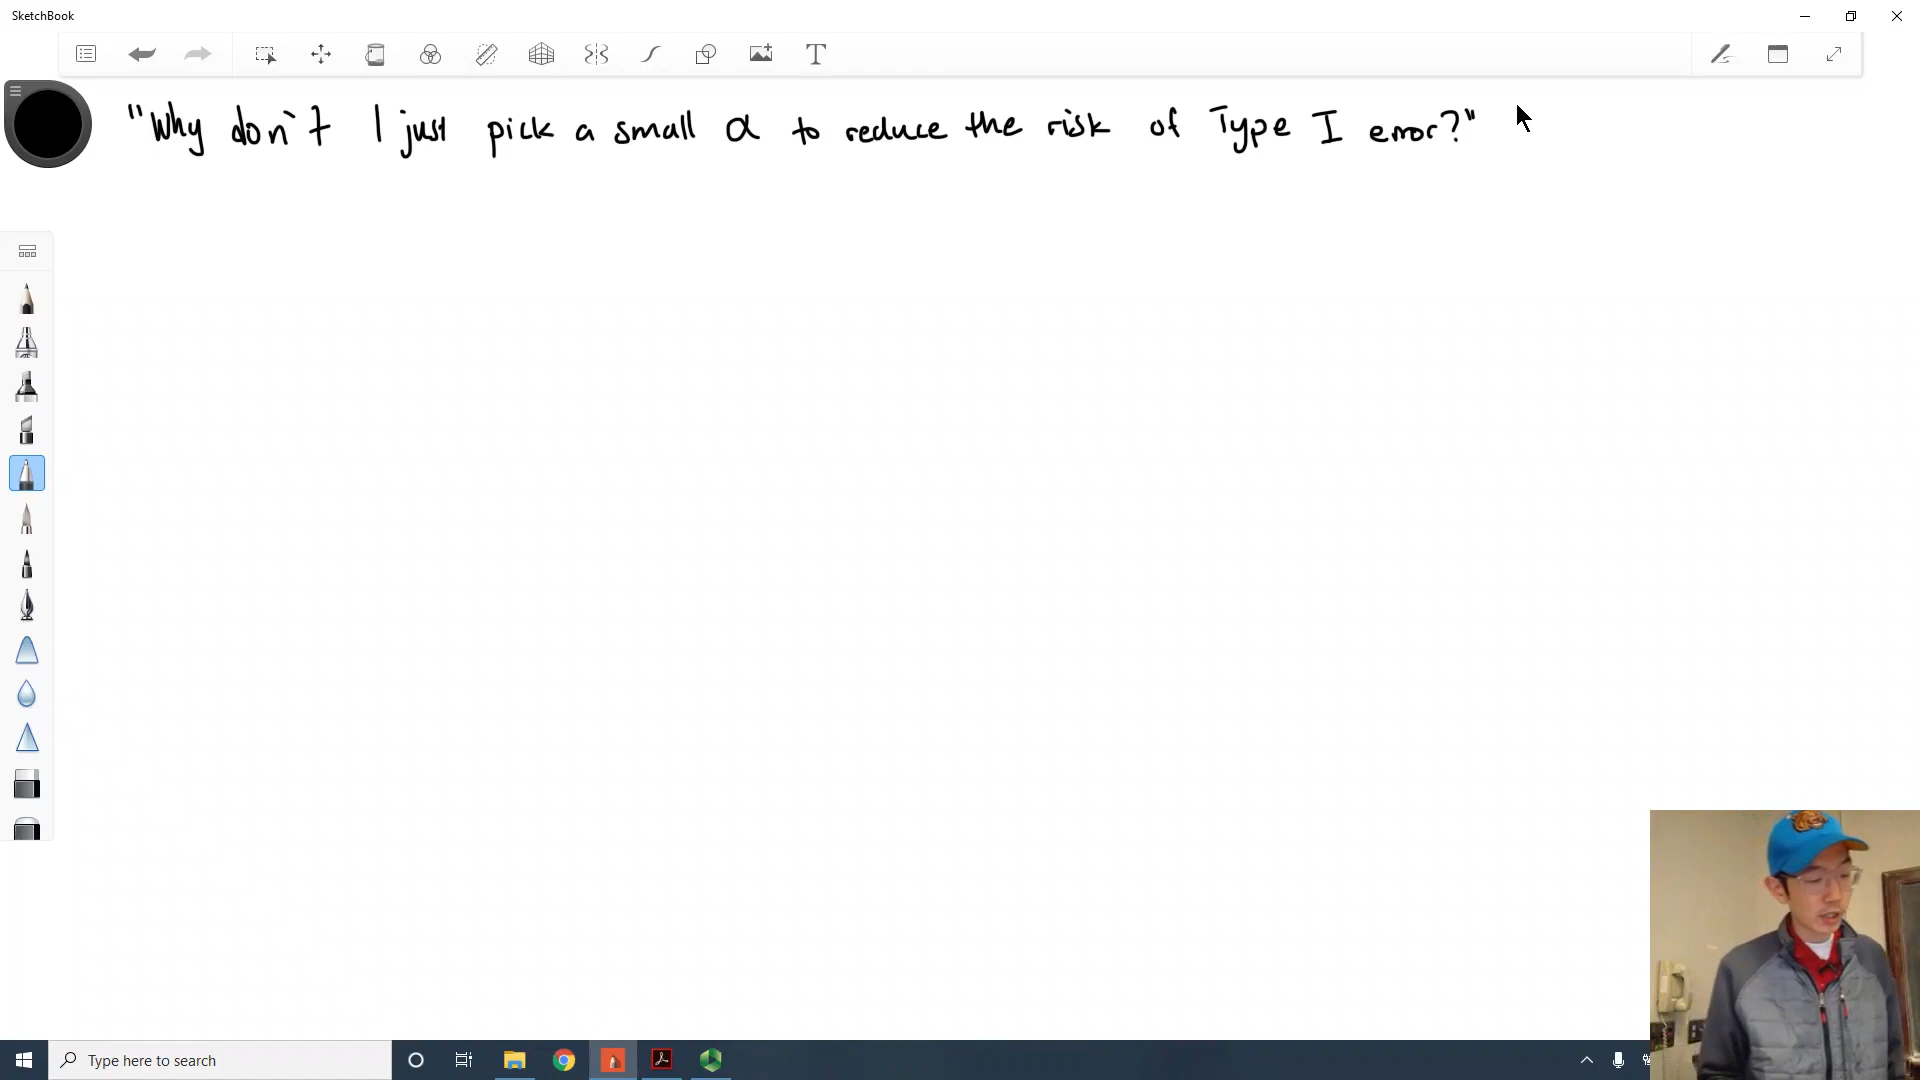 SketchBook
"Why don't I just pick a small α to reduce the risk of Type I error?"
Type here to search